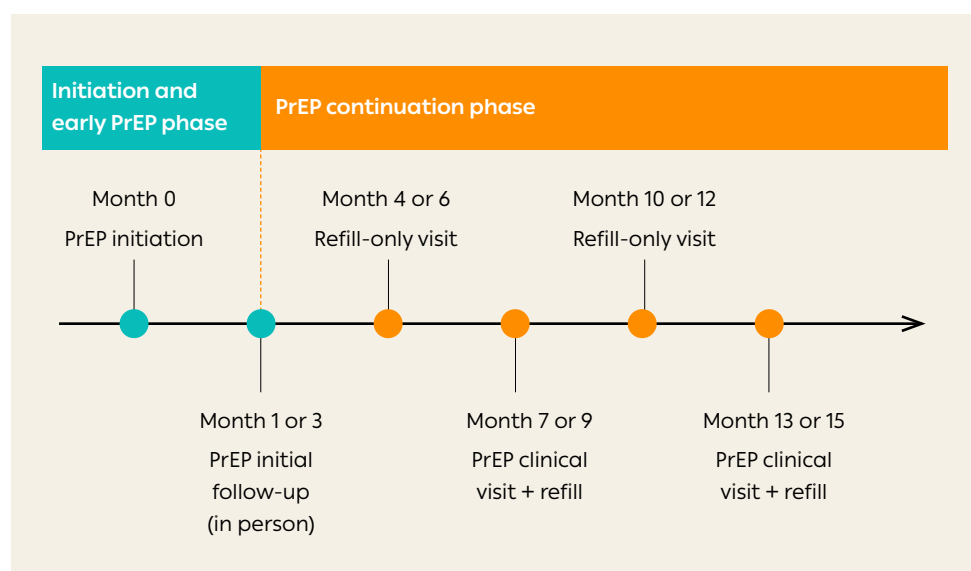 Initiation and
early PrEP phase
PrEP continuation phase
Month 0
PrEP initiation
Month 4 or 6
Refill-only visit
Month 10 or 12
Refill-only visit
Month 1 or 3
PrEP initial
follow-up
(in person)
Month 7 or 9
PrEP clinical
visit + refill
Month 13 or 15
PrEP clinical
visit + refill